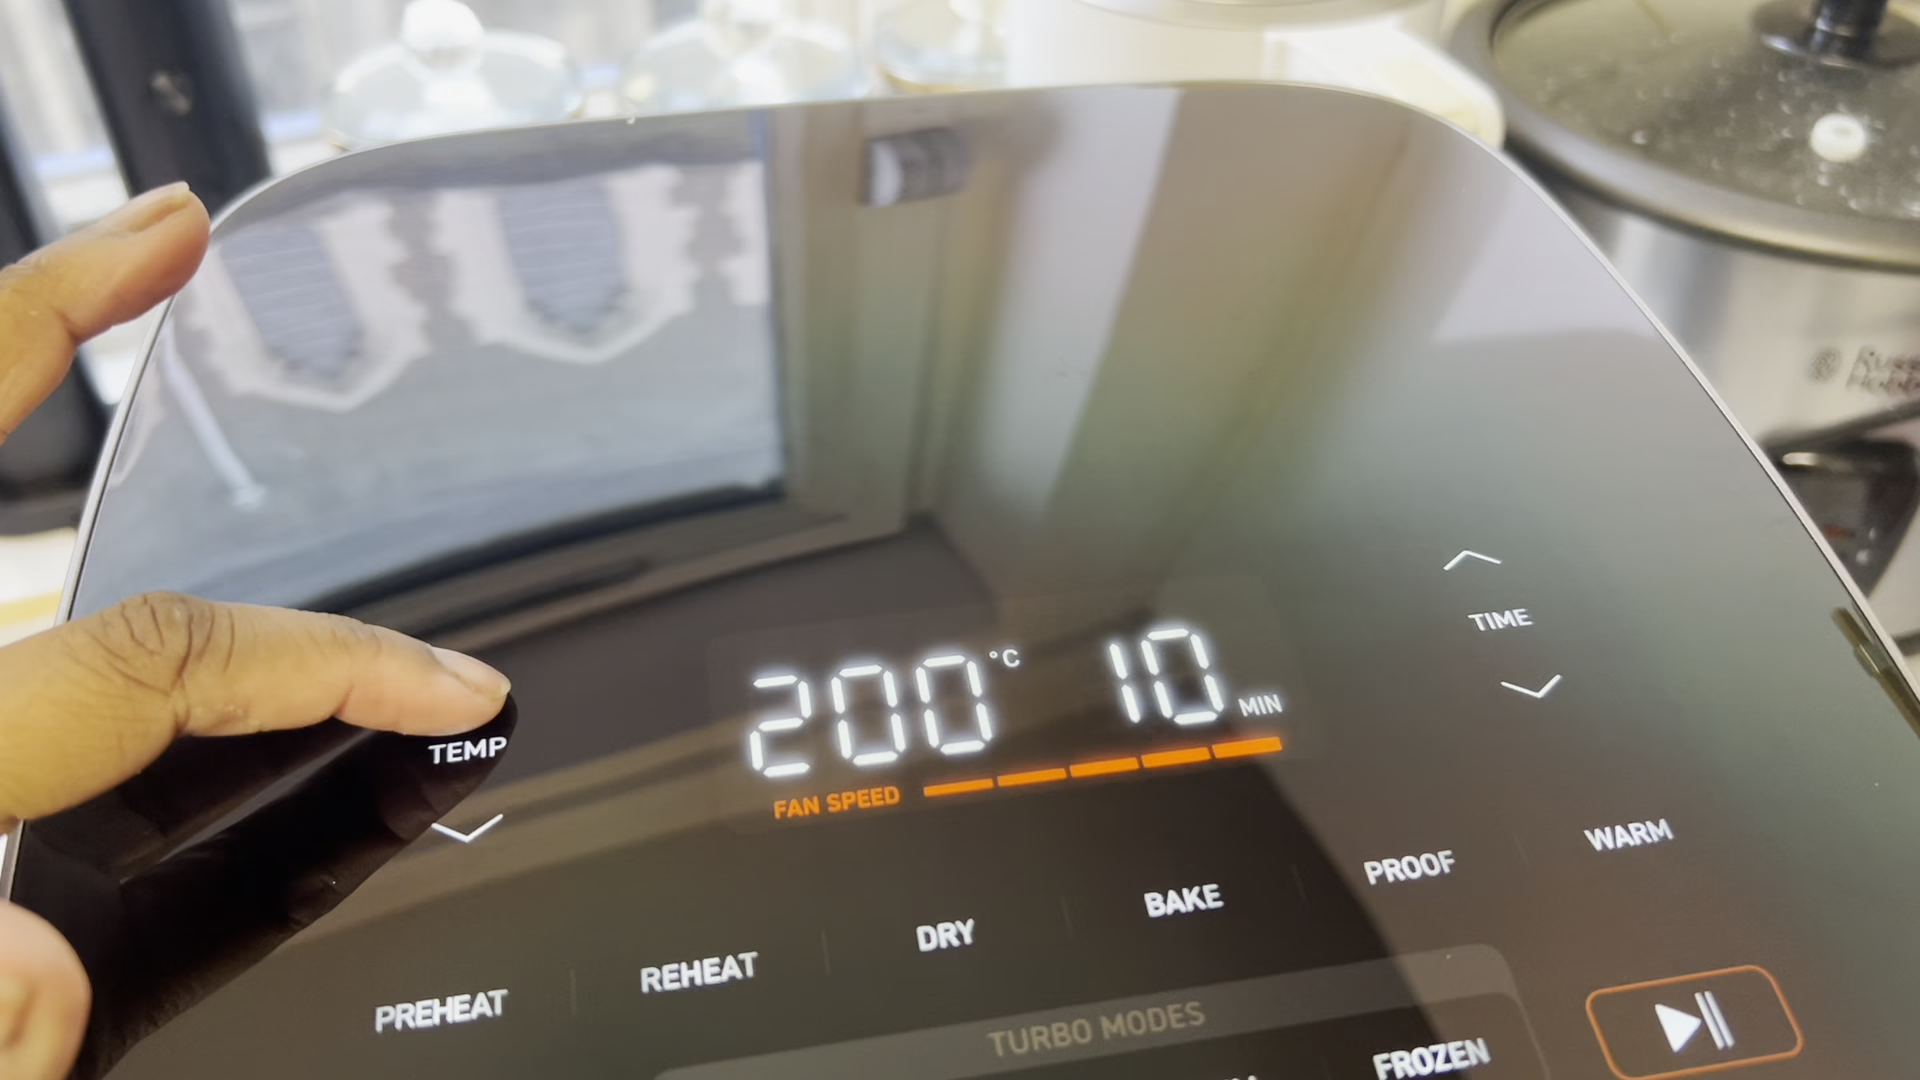 200 °C 10 MIN
FAN SPEED
TEMP
TIME
PREHEAT
REHEAT
DRY
BAKE
PROOF
WARM
TURBO MODES
FROZEN